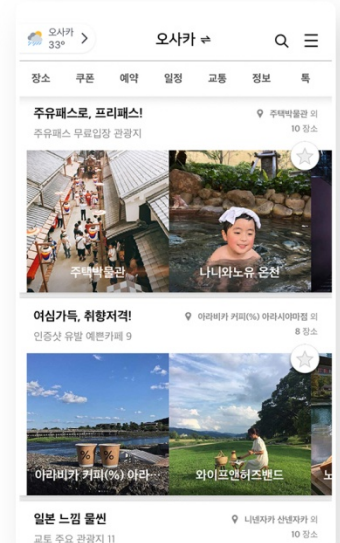 오사카
33°
오사카 ⇌
장소 쿠폰 예약 일정 교통 정보 톡
주유패스로, 프리패스!
주택박물관 외
주유패스 무료입장 관광지
10 장소
주택박물관
나니와노유 온천
여심가득, 취향저격!
아라비카 커피(%) 아라시야마점 외
인증샷 유발 예쁜카페 9
8 장소
% %
아라비카 커피(%) 아라…
와이프앤허즈밴드
노
일본 느낌 물씬
니넨자카 산넨자카 외
교토 주요 관광지 11
10 장소